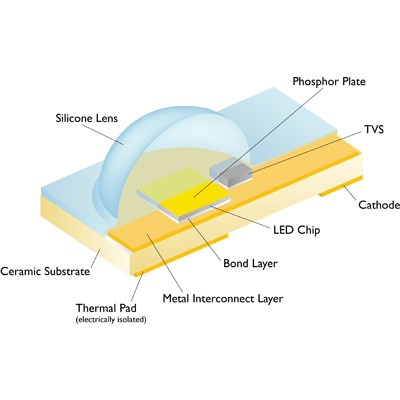 Phosphor Plate
Silicone Lens
TVS
Cathode
LED Chip
Bond Layer
Ceramic Substrate
Metal Interconnect Layer
Thermal Pad
(electrically isolated)